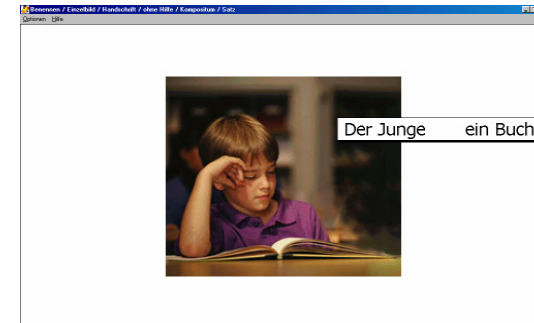 Benennen / Einzelbild / Handschrift / ohne Hilfe / Kompositum / Satz
Optionen Hilfe
Der Junge ein Buch